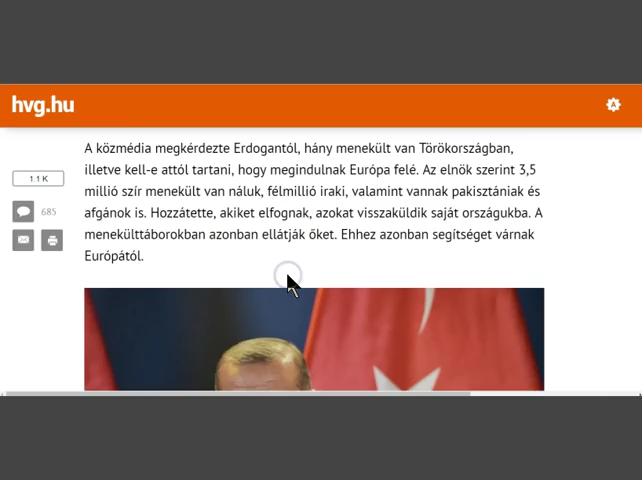 hvg.hu
A közmédia megkérdezte Erdogantól, hány menekült van Törökországban,
illetve kell-e attól tartani, hogy megindulnak Európa felé. Az elnök szerint 3,5
millió szír menekült van náluk, félmillió iraki, valamint vannak pakisztániak és
afgánok is. Hozzátette, akiket elfognak, azokat visszaküldik saját országukba. A
menekülttáborokban azonban ellátják őket. Ehhez azonban segítséget várnak
Európától.
1.1 K
685